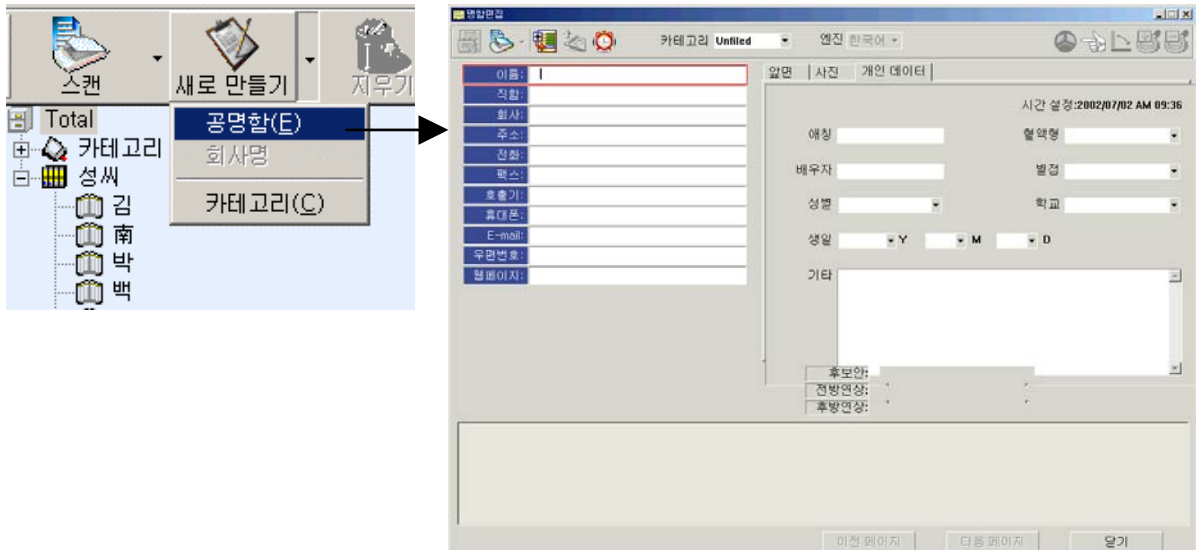 스캔
새로 만들기
지우기
공명함(E)
회사명
카테고리(C)
Total
카테고리
성씨
김
南
박
백
명함편집
카테고리 Unfiled
엔진 한국어
이름:
직함:
회사:
주소:
전화:
팩스:
호출기:
휴대폰:
E-mail:
우편번호:
웹페이지:
앞면
사진
개인 데이터
시간 설정:2002/07/02 AM 09:36
애칭
혈액형
배우자
별점
성별
학교
생일 Y M D
기타
후보안:
전방연상:
후방연상:
이전 페이지
다음 페이지
닫기